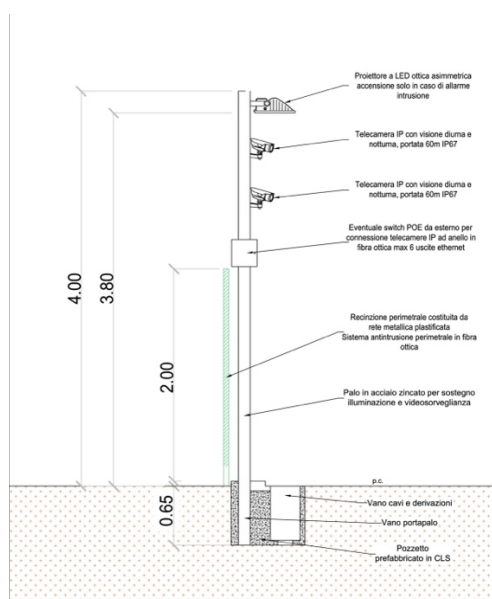 Proiettore a LED ottica asimmetrica
accensione solo in caso di allarme
intrusione
Telecamera IP con visione diurna e
notturna, portata 60m IP67
Telecamera IP con visione diurna e
notturna, portata 60m IP67
Eventuale switch POE da esterno per
connessione telecamere IP ad anello in
fibra ottica max 6 uscite ethernet
4.00
3.80
2.00
Recinzione perimetrale costituita da
rete metallica plastificata
Sistema antintrusione perimetrale in fibra
ottica
Palo in acciaio zincato per sostegno
illuminazione e videosorveglianza
p.c.
0.65
Vano cavi e derivazioni
Vano portapalo
Pozzetto
prefabbricato in CLS